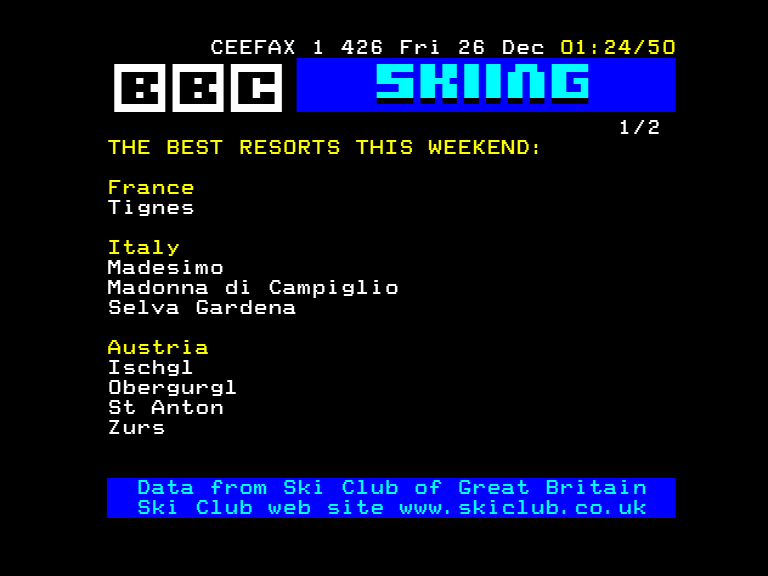 CEEFAX 1 426 Fri 26 Dec 01:24/50
BBC SKIING
1/2
THE BEST RESORTS THIS WEEKEND:
France
Tignes
Italy
Madesimo
Madonna di Campiglio
Selva Gardena
Austria
Ischgl
Obergurgl
St Anton
Zurs
Data from Ski Club of Great Britain
Ski Club web site www.skiclub.co.uk